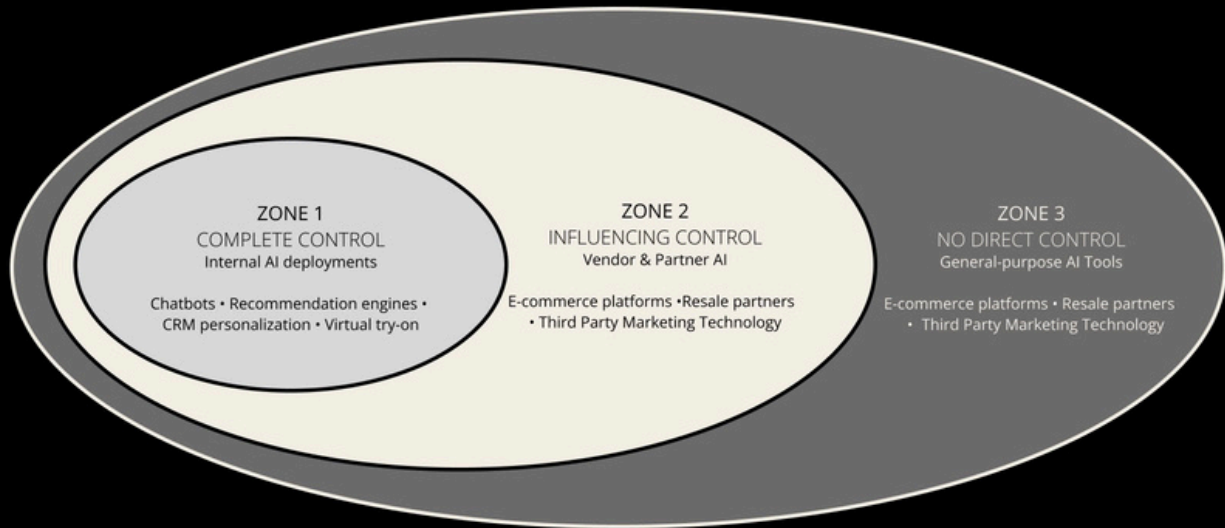 ZONE 1
COMPLETE CONTROL
Internal AI deployments
Chatbots • Recommendation engines •
CRM personalization • Virtual try-on
ZONE 2
INFLUENCING CONTROL
Vendor & Partner AI
E-commerce platforms •Resale partners
• Third Party Marketing Technology
ZONE 3
NO DIRECT CONTROL
General-purpose AI Tools
E-commerce platforms • Resale partners
• Third Party Marketing Technology